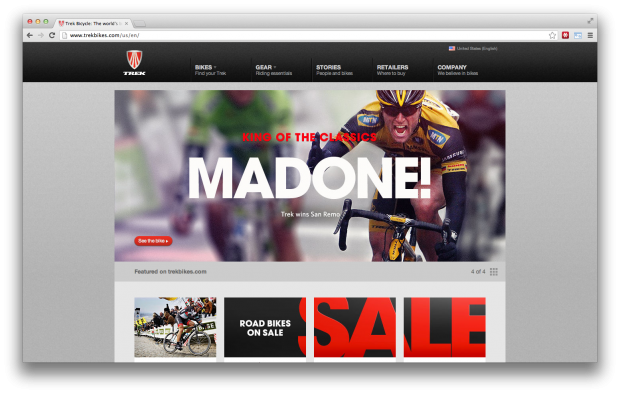 Trek Bicycle: The world's
www.trekbikes.com/us/en/
United States (English)
TREK
BIKES
Find your Trek
GEAR
Riding essentials
STORIES
People and bikes
RETAILERS
Where to buy
COMPANY
We believe in bikes
KING OF THE CLASSICS
MADONE!
Trek wins San Remo
MTN
See the bike
Featured on trekbikes.com
4 of 4
ROAD BIKES
ON SALE
SALE